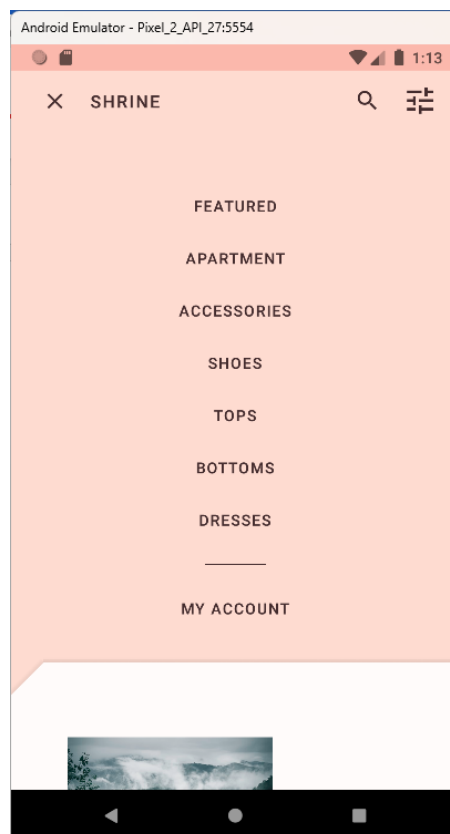 Android Emulator - Pixel_2_API_27:5554
1:13
SHRINE
FEATURED
APARTMENT
ACCESSORIES
SHOES
TOPS
BOTTOMS
DRESSES
MY ACCOUNT